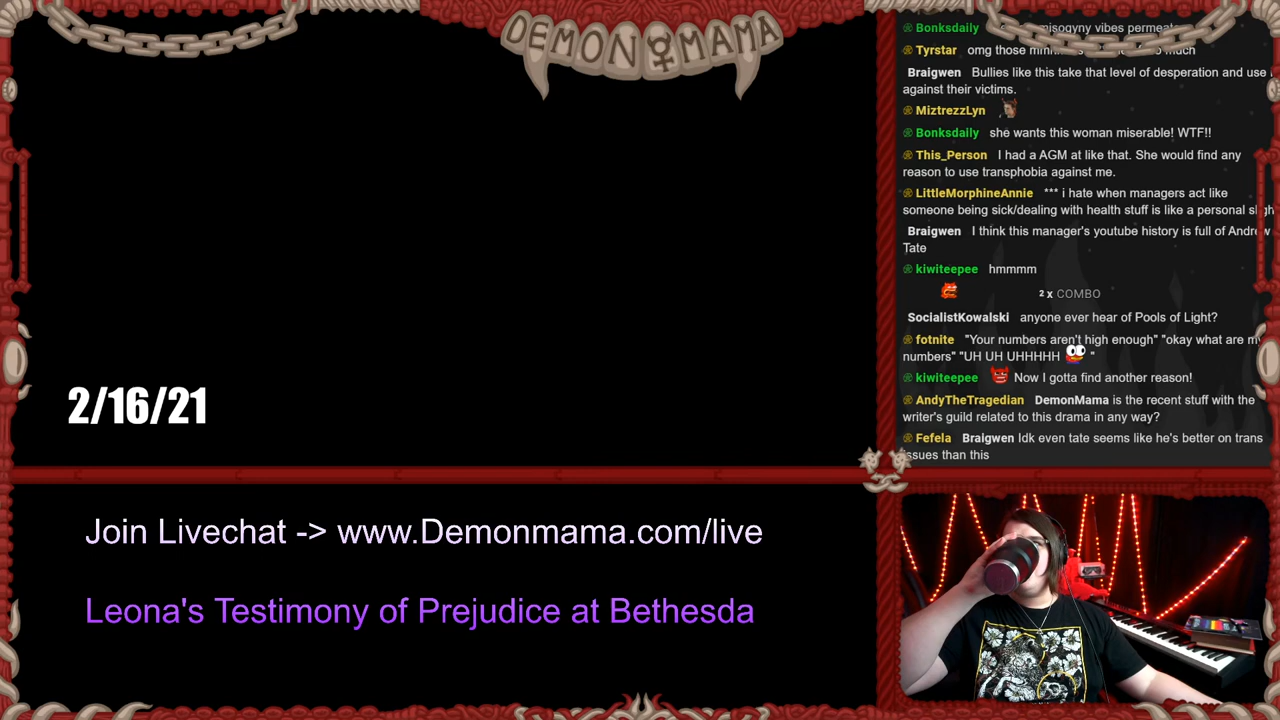 DEMON MAMA
Bonksdaily misogyny vibes permeate
Tyrstar omg those much
Braigwen Bullies like this take that level of desperation and use
against their victims.
MiztrezzLyn
Bonksdaily she wants this woman miserable! WTF!!
This_Person I had a AGM at like that. She would find any
reason to use transphobia against me.
LittleMorphineAnnie *** i hate when managers act like
someone being sick/dealing with health stuff is like a personal
Braigwen I think this manager's youtube history is full of Andrew
Tate
kiwiteepee hmmmm
2 x COMBO
SocialistKowalski anyone ever hear of Pools of Light?
fotnite "Your numbers aren't high enough" "okay what are my
numbers" "UH UH UHHHHH "
kiwiteepee Now I gotta find another reason!
AndyTheTragedian DemonMama is the recent stuff with the
writer's guild related to this drama in any way?
Fefela Braigwen Idk even tate seems like he's better on trans
issues than this
2/16/21
Join Livechat -> www.Demonmama.com/live
Leona's Testimony of Prejudice at Bethesda